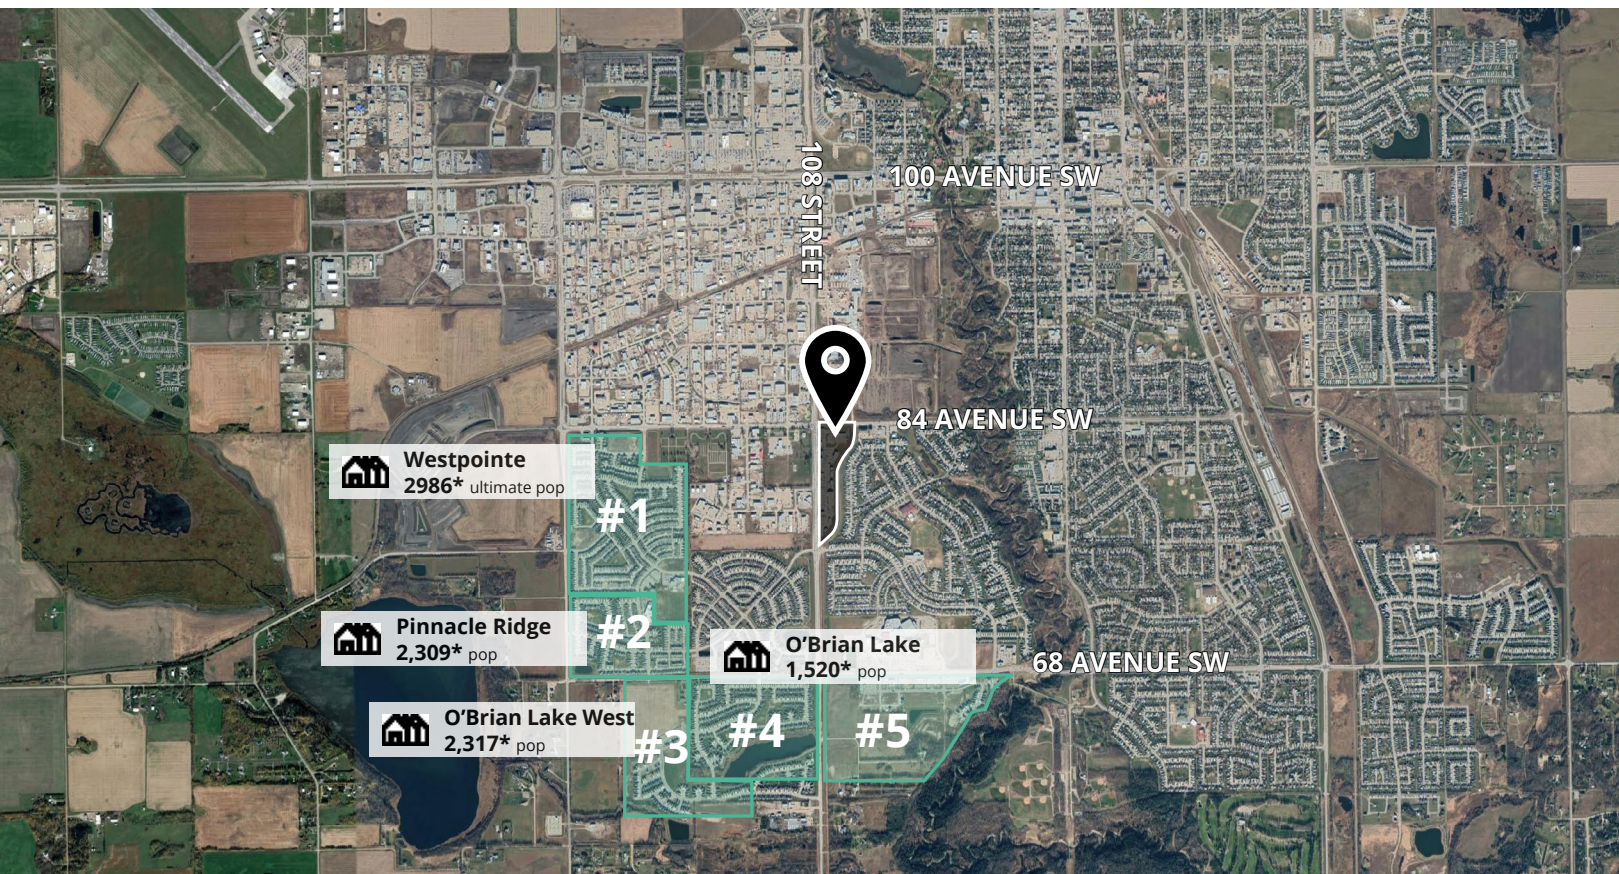 108 STREET
100 AVENUE SW
84 AVENUE SW
Westpointe
2986* ultimate pop
#1
Pinnacle Ridge
2,309* pop
#2
O'Brian Lake
1,520* pop
68 AVENUE SW
O'Brian Lake West
2,317* pop
#3
#4
#5